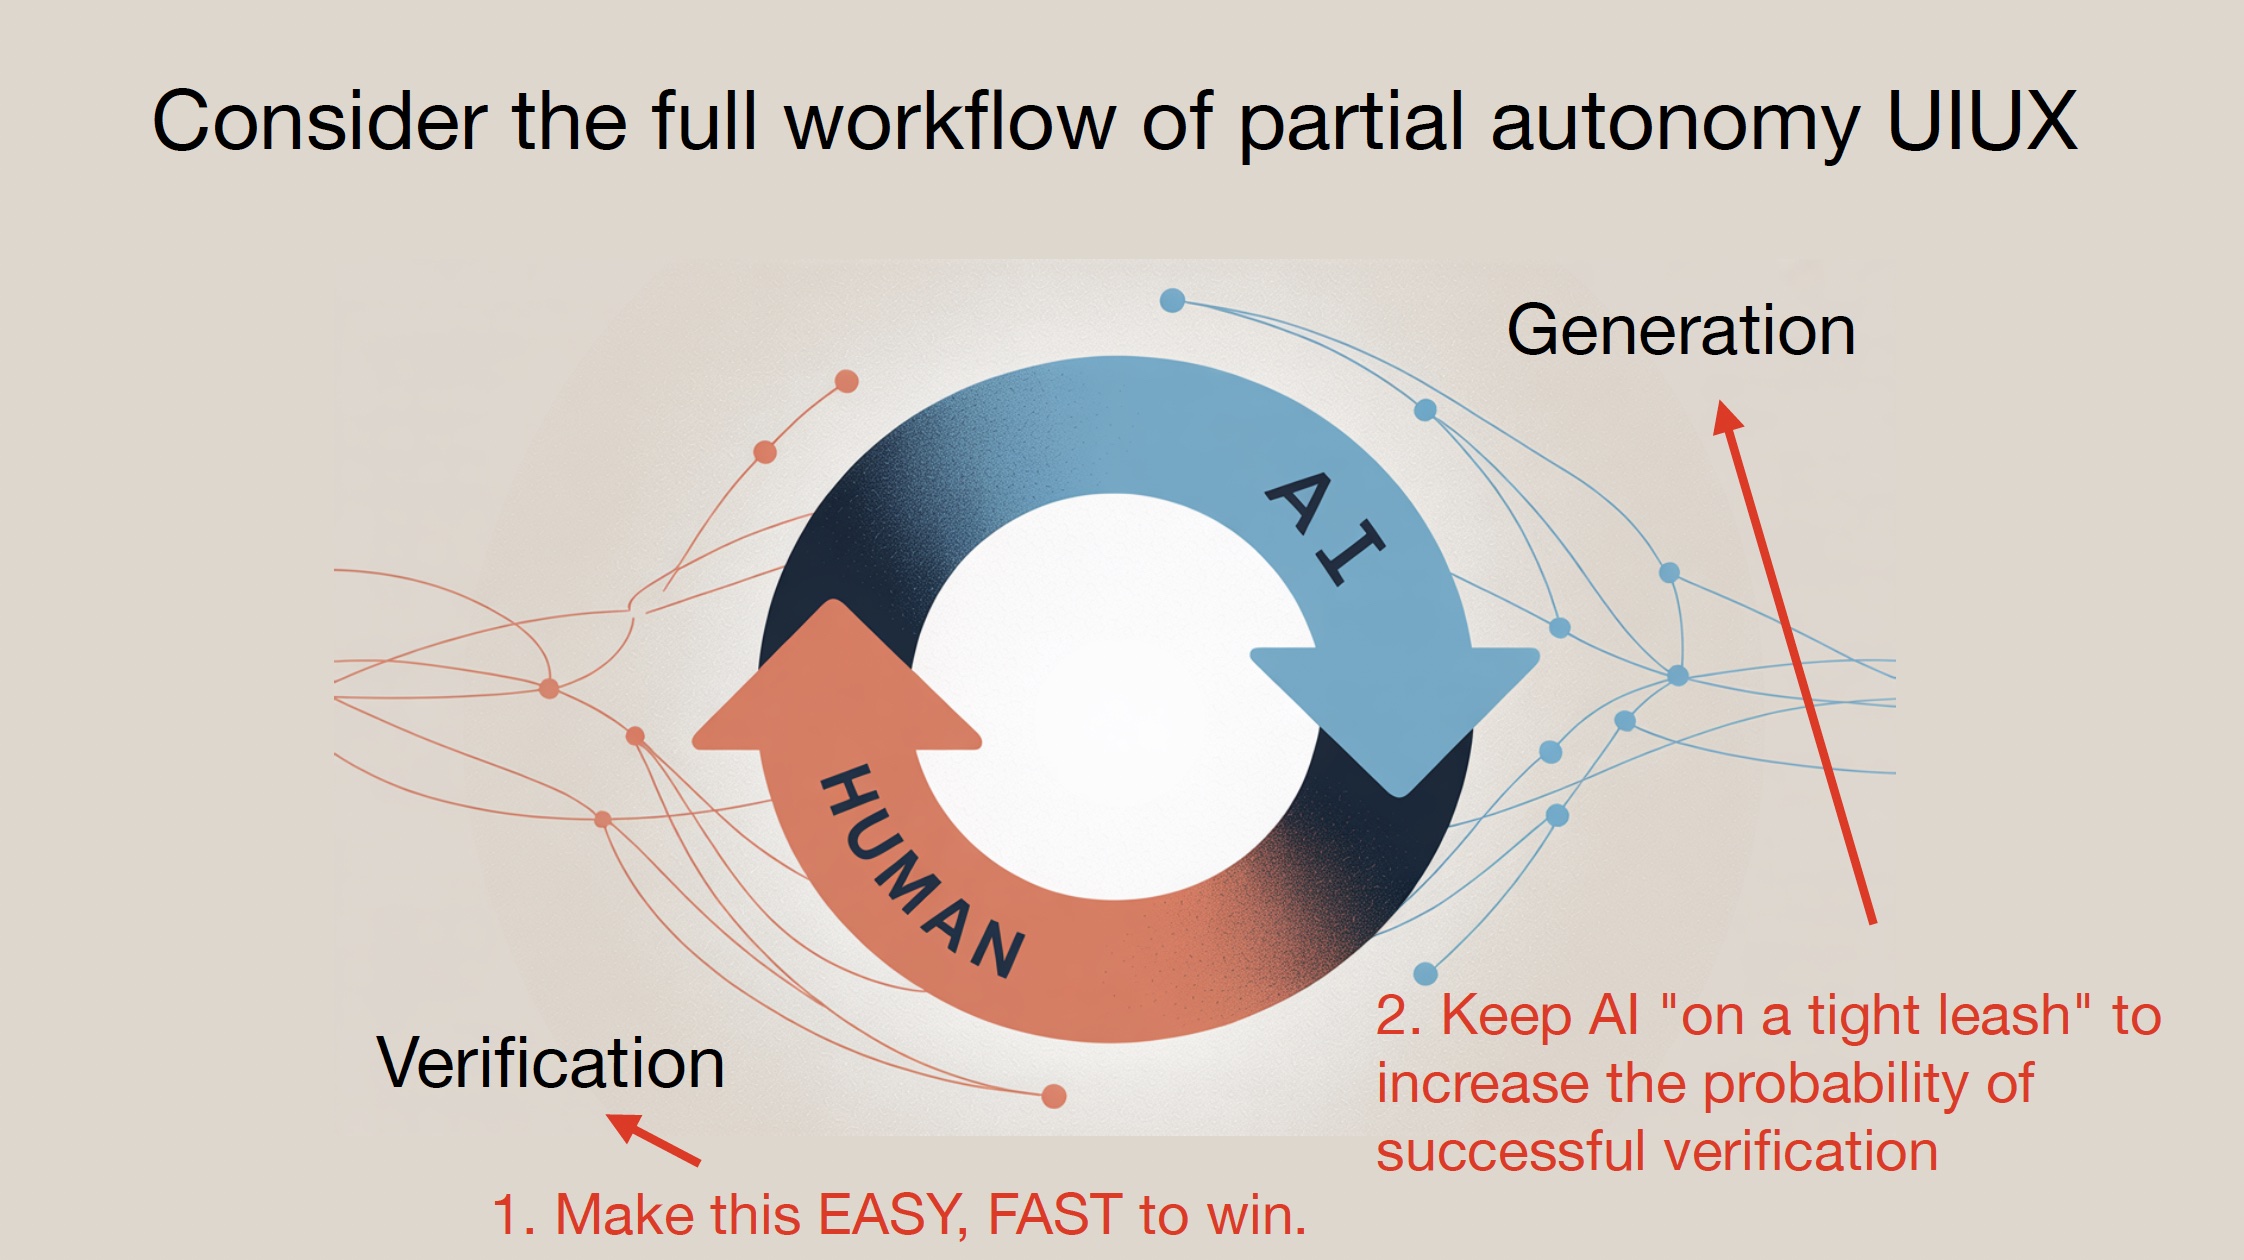 Consider the full workflow of partial autonomy UIUX
Generation
AI
HUMAN
Verification
1. Make this EASY, FAST to win.
2. Keep AI "on a tight leash" to
increase the probability of
successful verification